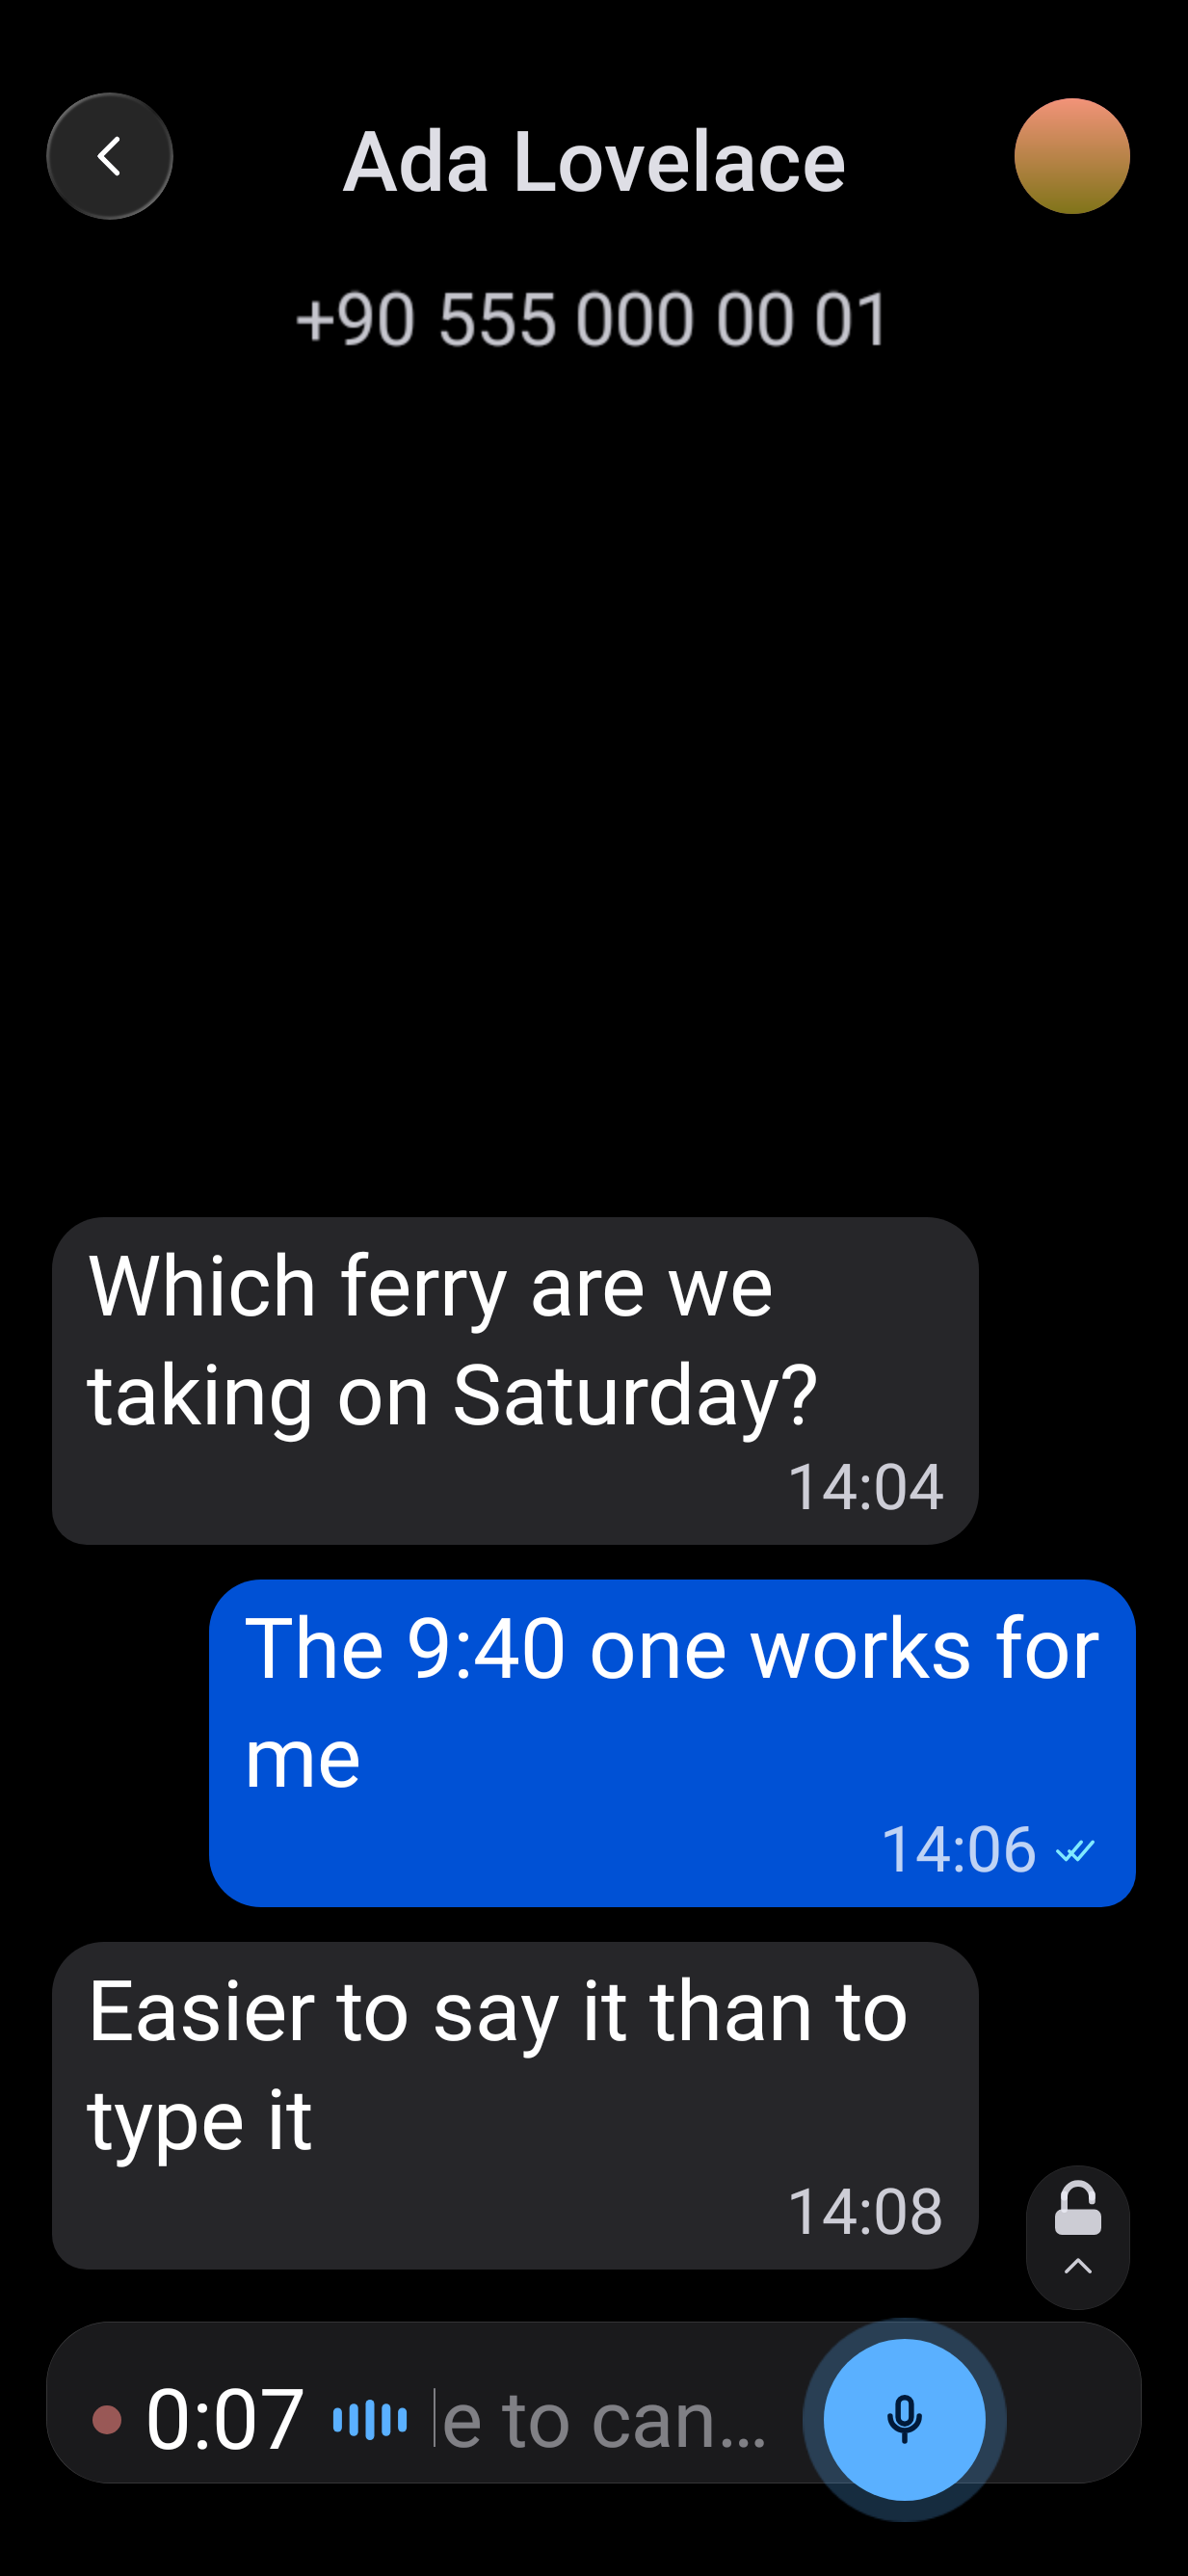 Ada Lovelace
+90 555 000 00 01
Which ferry are we
taking on Saturday?
14:04
The 9:40 one works for
me
14:06
Easier to say it than to
type it
14:08
0:07 e to can…